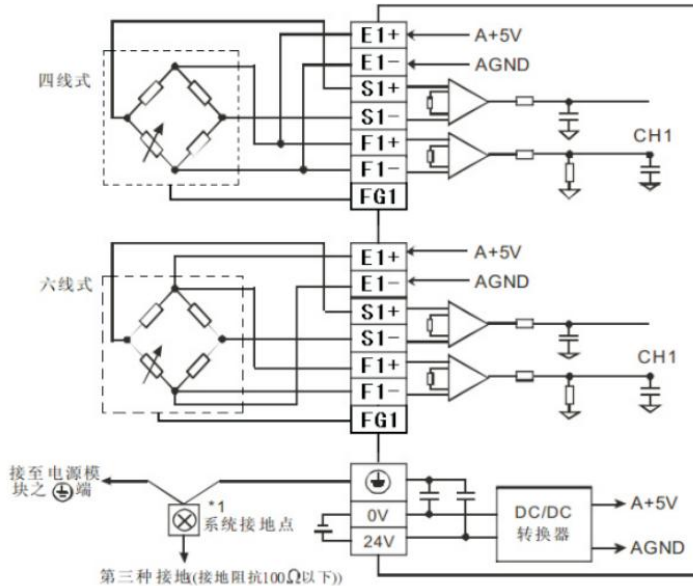 E1+
A+5V
E1-
AGND
四线式
S1+
S1-
F1+
CH1
F1-
FG1
E1+
A+5V
六线式
E1-
AGND
S1+
S1-
F1+
CH1
F1-
FG1
接至电源模
块之 端
*1
系统接地点
0V
24V
DC/DC
转换器
A+5V
AGND
第三种接地((接地阻抗100Ω以下))